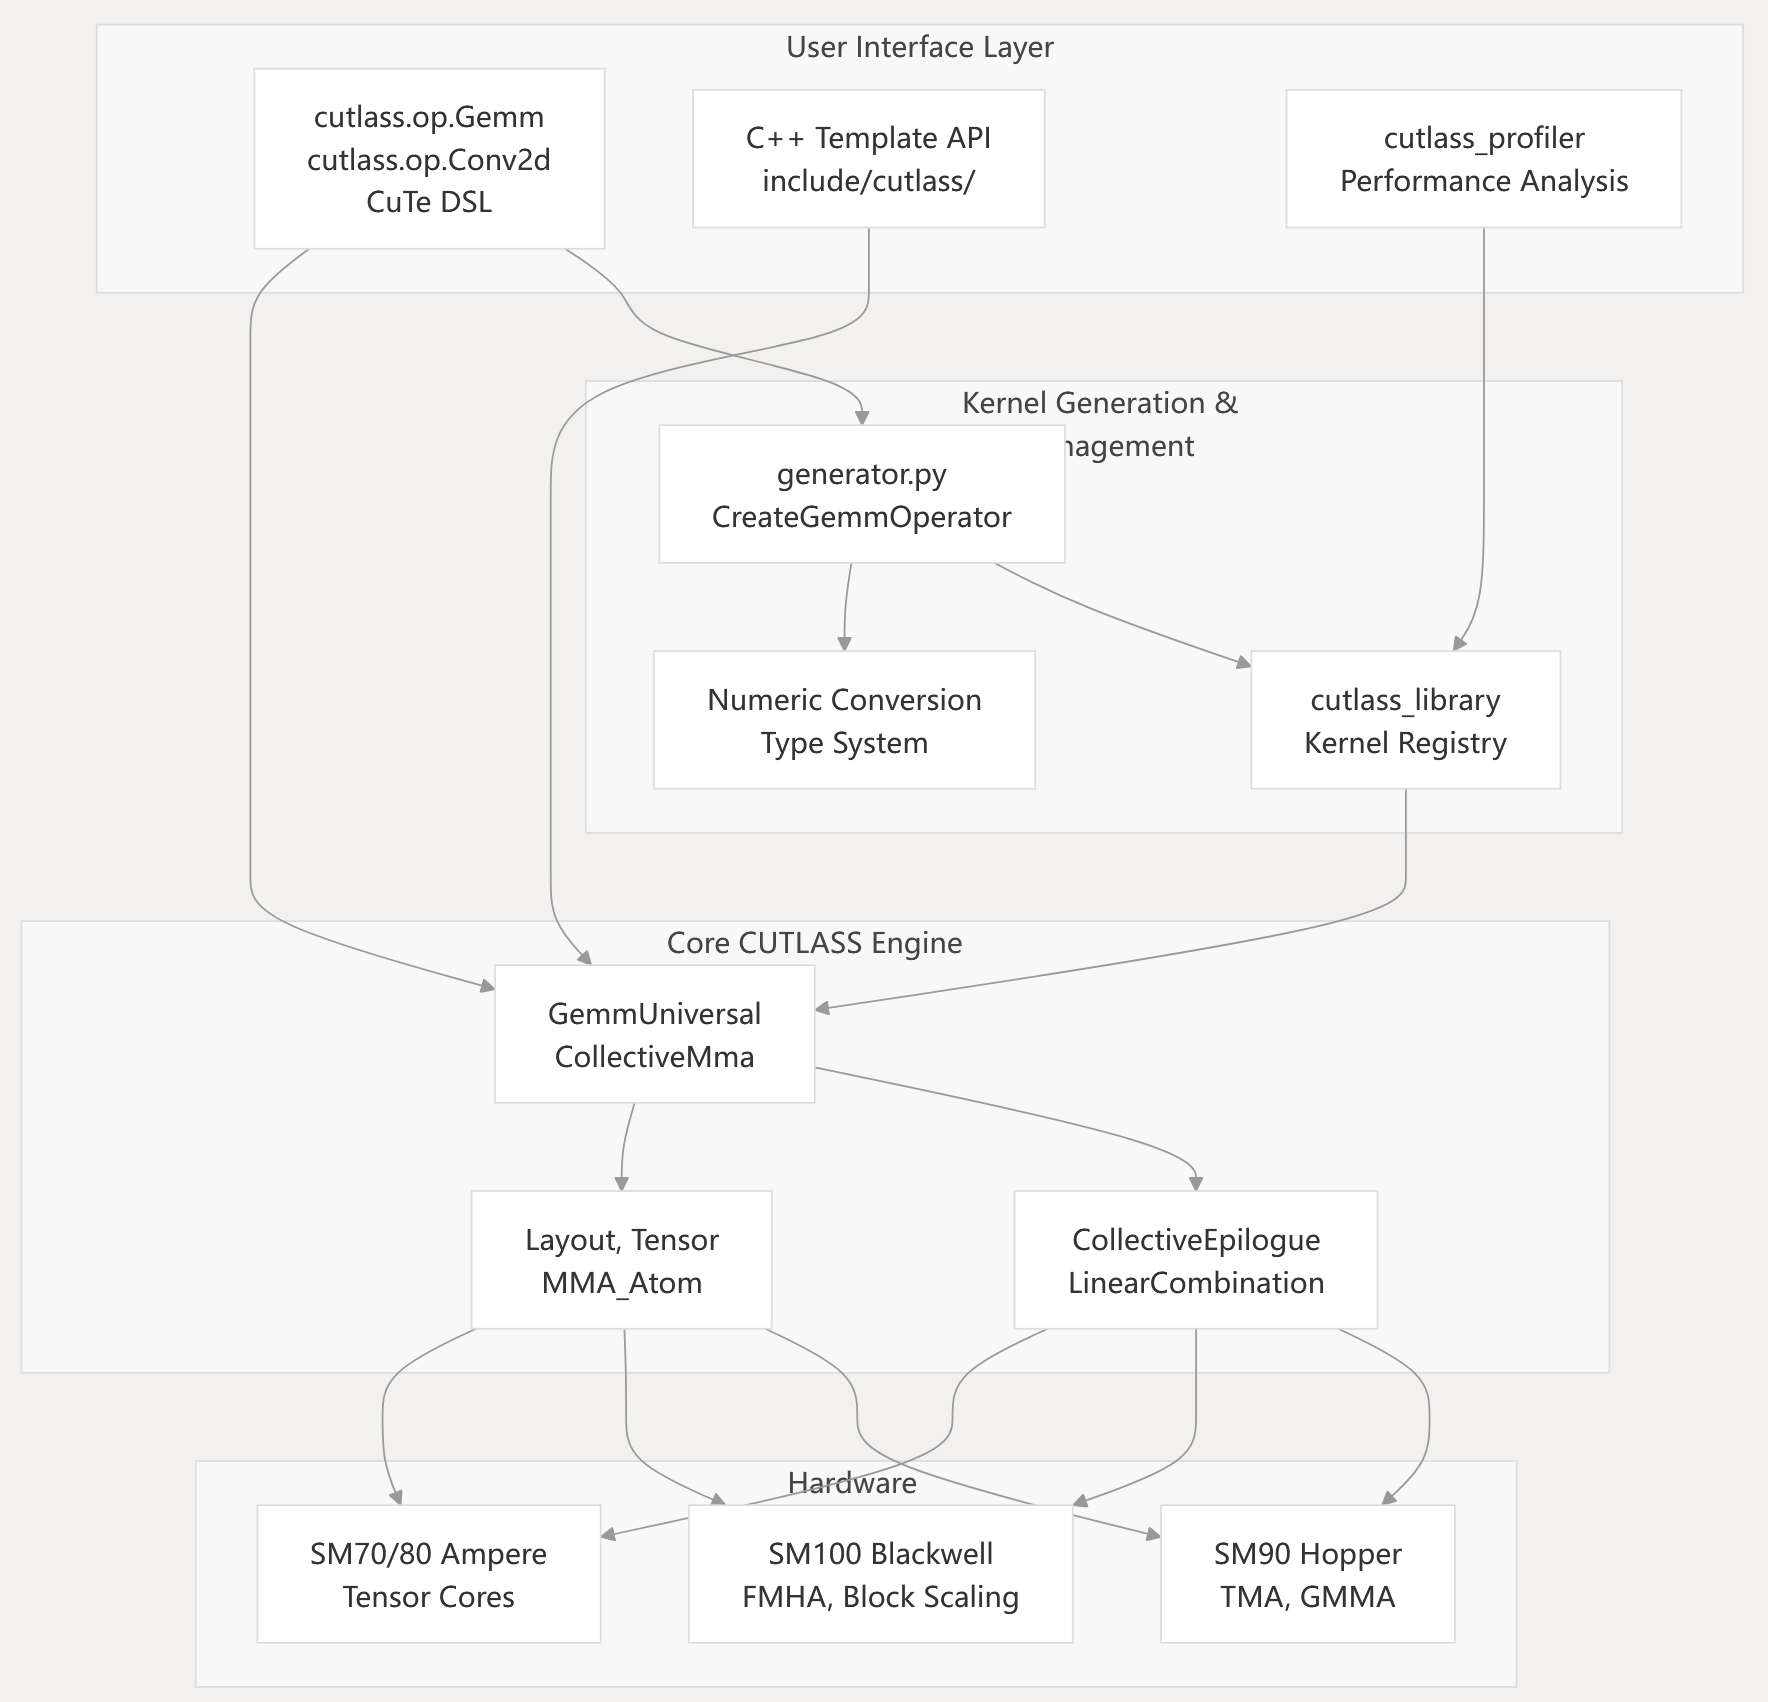 User Interface Layer
cutlass.op.Gemm
cutlass.op.Conv2d
CuTe DSL
C++ Template API
include/cutlass/
cutlass_profiler
Performance Analysis
Kernel Generation &
generator.py
CreateGemmOperator
Numeric Conversion
Type System
cutlass_library
Kernel Registry
Core CUTLASS Engine
GemmUniversal
CollectiveMma
Layout, Tensor
MMA_Atom
CollectiveEpilogue
LinearCombination
Hardware
SM70/80 Ampere
Tensor Cores
SM100 Blackwell
FMHA, Block Scaling
SM90 Hopper
TMA, GMMA